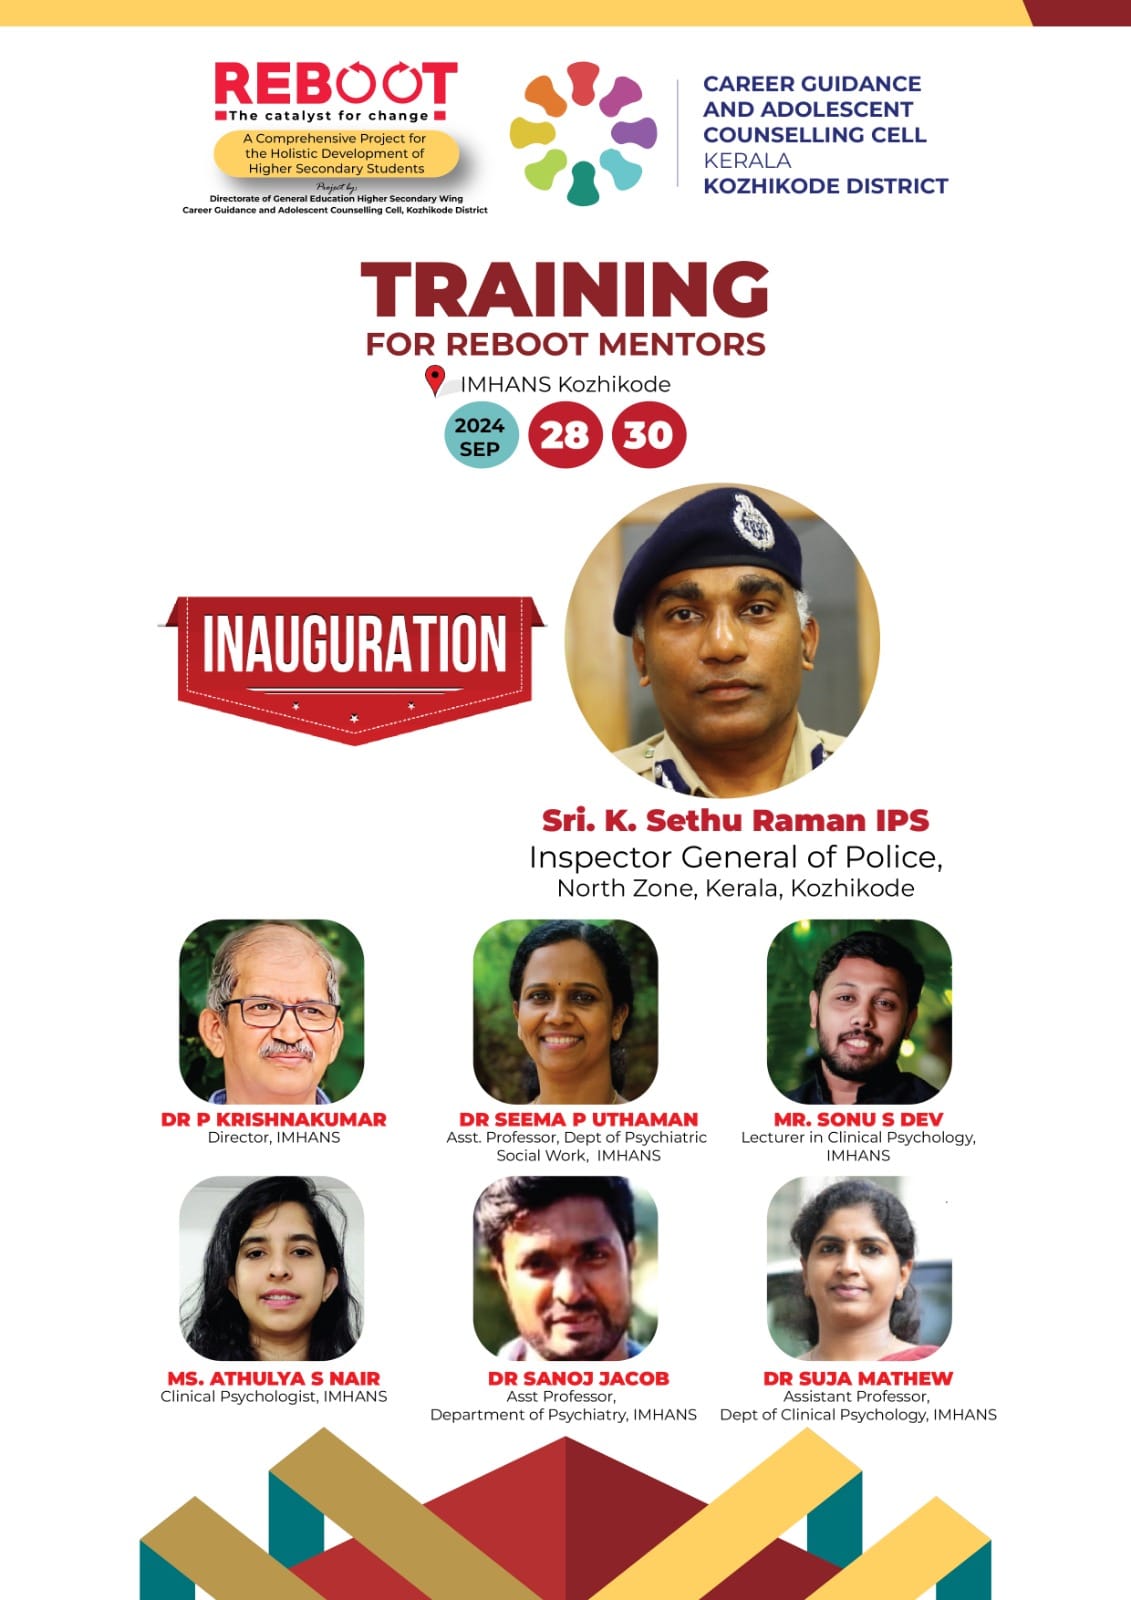 REBOOT
The catalyst for change
A Comprehensive Project for
the Holistic Development of
Higher Secondary Students
Project by:
Directorate of General Education Higher Secondary Wing
Career Guidance and Adolescent Counselling Cell, Kozhikode District
CAREER GUIDANCE
AND ADOLESCENT
COUNSELLING CELL
KERALA
KOZHIKODE DISTRICT
TRAINING
FOR REBOOT MENTORS
IMHANS Kozhikode
2024
SEP
28 30
INAUGURATION
Sri. K. Sethu Raman IPS
Inspector General of Police,
North Zone, Kerala, Kozhikode
DR P KRISHNAKUMAR
Director, IMHANS
DR SEEMA P UTHAMAN
Asst. Professor, Dept of Psychiatric
Social Work, IMHANS
MR. SONU S DEV
Lecturer in Clinical Psychology,
IMHANS
MS. ATHULYA S NAIR
Clinical Psychologist, IMHANS
DR SANOJ JACOB
Asst Professor,
Department of Psychiatry, IMHANS
DR SUJA MATHEW
Assistant Professor,
Dept of Clinical Psychology, IMHANS